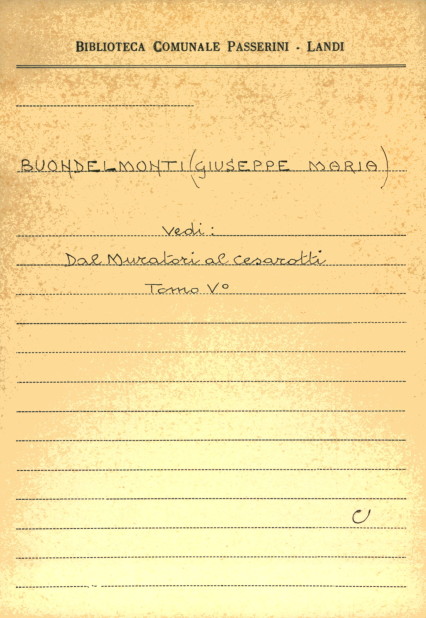 BIBLIOTECA COMUNALE PASSERINI - LANDI
BUONDELMONTI (GIUSEPPE MARIA)
Vedi:
Dal Muratori al Cesarotti
Tomo V°
C